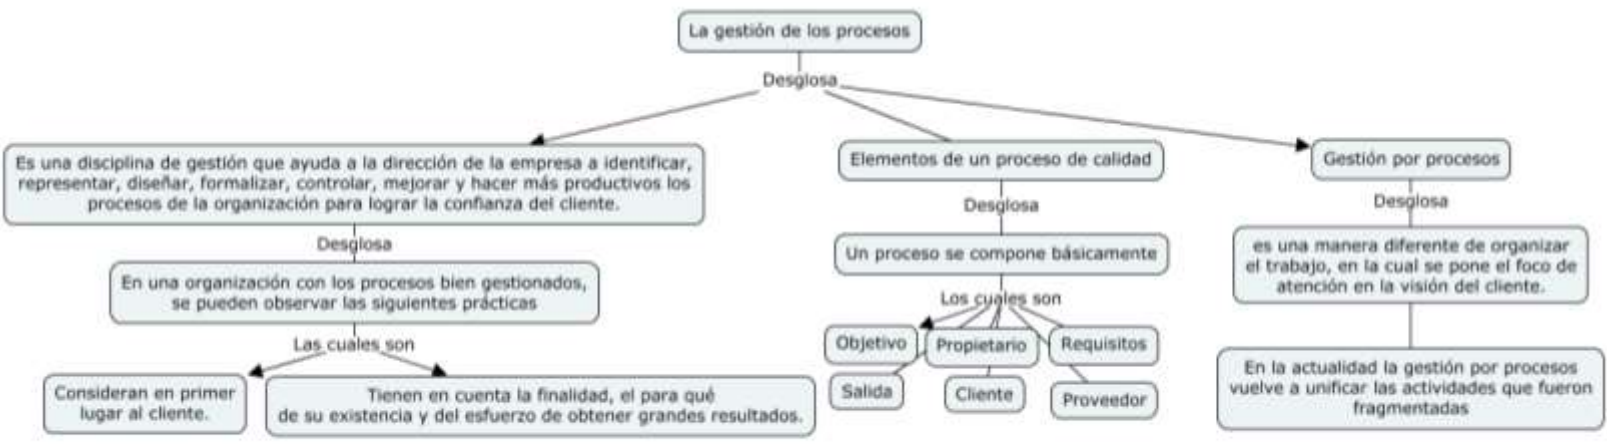 La gestión de los procesos
Desglosa
Es una disciplina de gestión que ayuda a la dirección de la empresa a identificar,
representar, diseñar, formalizar, controlar, mejorar y hacer más productivos los
procesos de la organización para lograr la confianza del cliente.
Desglosa
En una organización con los procesos bien gestionados,
se pueden observar las siguientes prácticas
Las cuales son
Consideran en primer
lugar al cliente.
Tienen en cuenta la finalidad, el para qué
de su existencia y del esfuerzo de obtener grandes resultados.
Elementos de un proceso de calidad
Desglosa
Un proceso se compone básicamente
Los cuales son
Objetivo
Propietario
Requisitos
Salida
Cliente
Proveedor
Gestión por procesos
Desglosa
es una manera diferente de organizar
el trabajo, en la cual se pone el foco de
atención en la visión del cliente.
En la actualidad la gestión por procesos
vuelve a unificar las actividades que fueron
fragmentadas